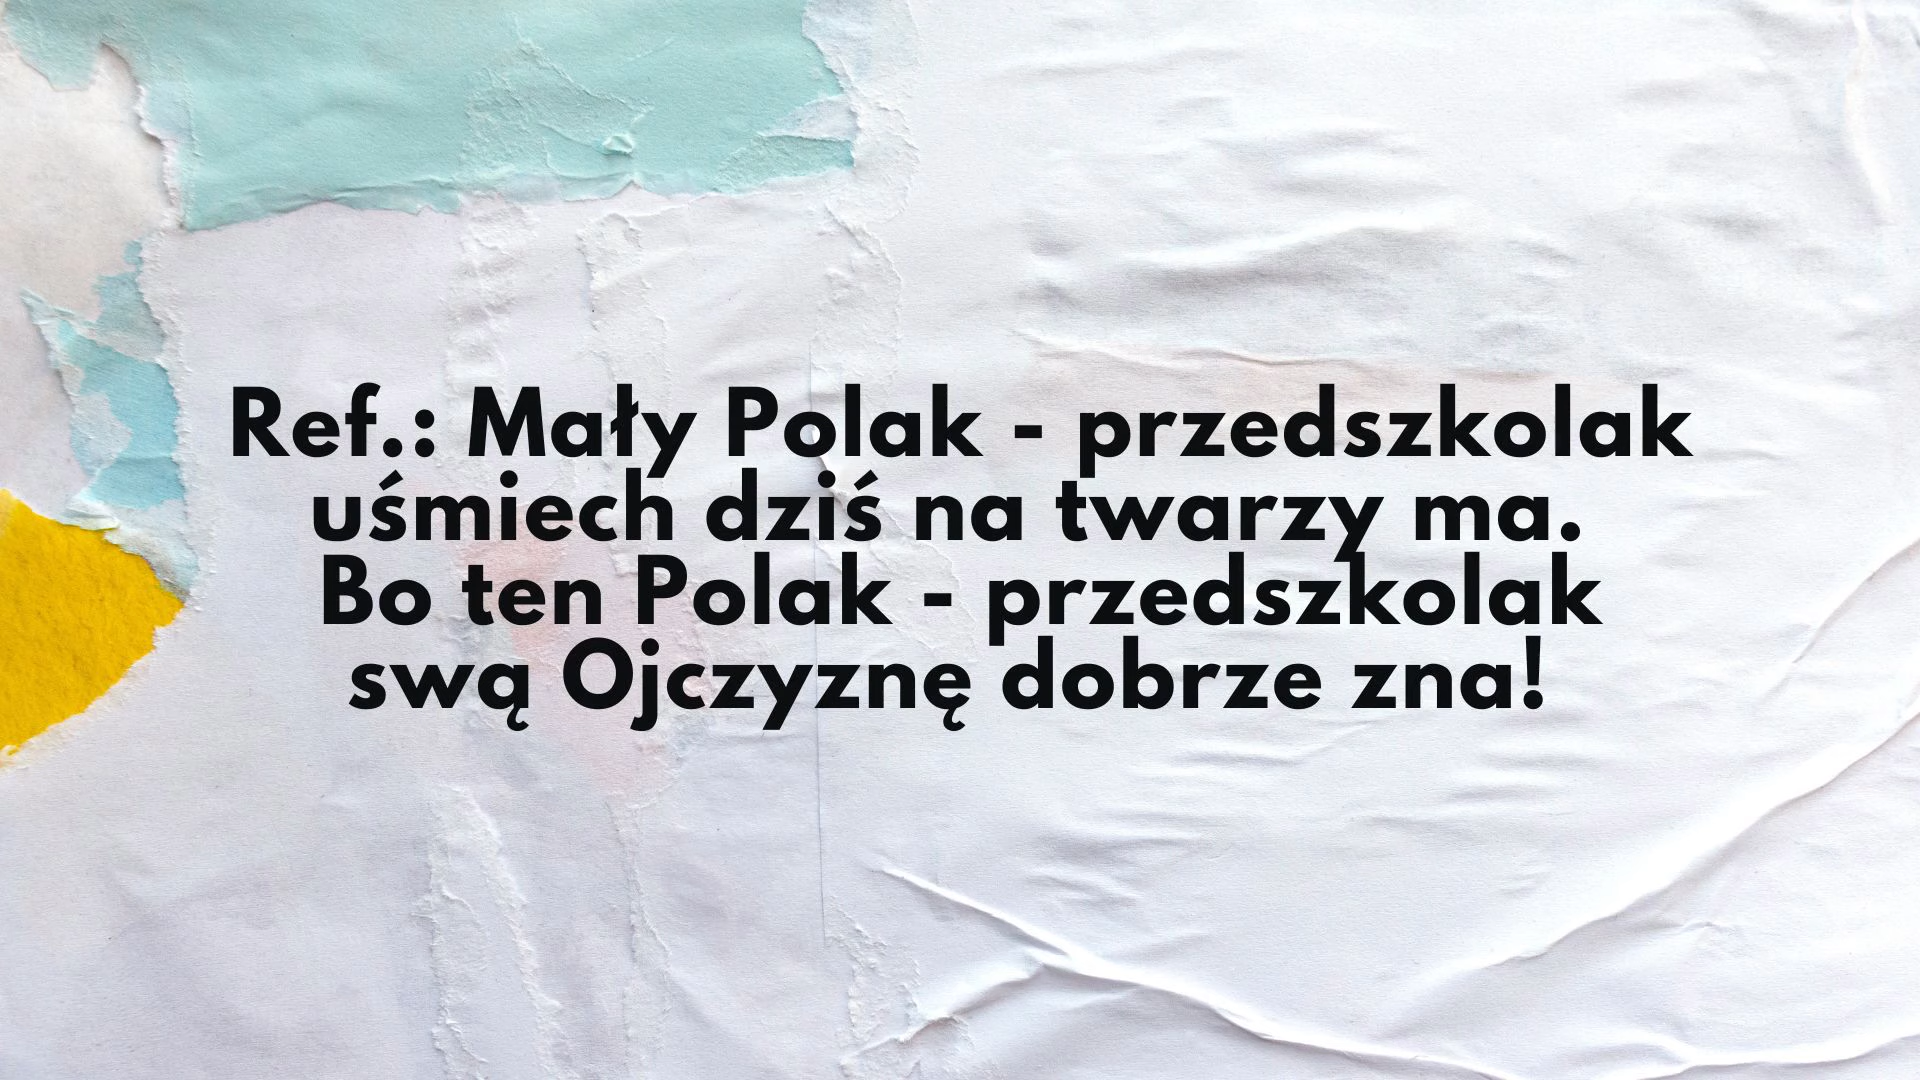 Ref.: Mały Polak - przedszkolak
uśmiech dziś na twarzy ma.
Bo ten Polak - przedszkolak
swą Ojczyznę dobrze zna!